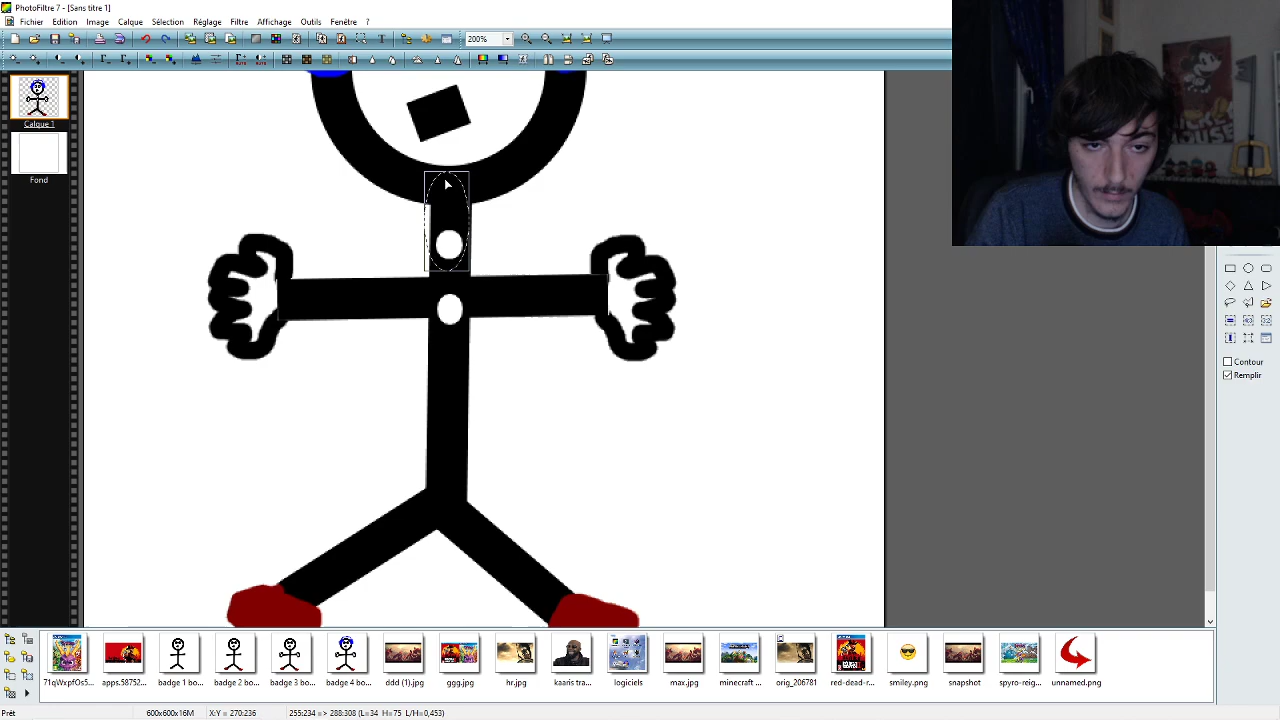 PhotoFiltre 7 - [Sans titre 1]
Fichier Edition Image Calque Sélection Réglage Filtre Affichage Outils Fenêtre ?
200%
Calque 1
Fond
Contour
Remplir
71qWxpfOs5... apps.58752... badge 1 bo... badge 2 bo... badge 3 bo... badge 4 bo... ddd (1).jpg ggg.jpg hr.jpg kaaris tra... logiciels max.jpg minecraft ... orig_206781 red-dead-r... smiley.png snapshot spyro-reig... unnamed.png
Prêt 600x600x16M X:Y = 270:236 255:234 => 288:308 (L=34 H=75 L/H=0,453)